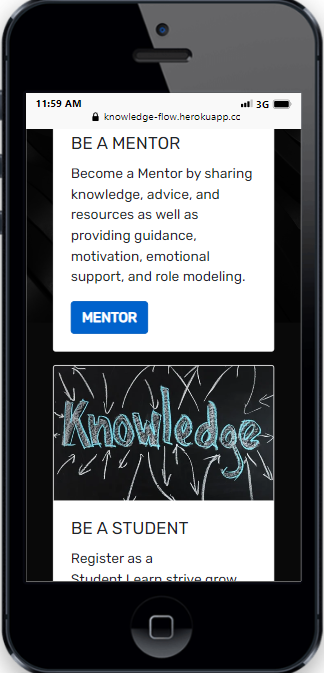 11:59 AM 3G
knowledge-flow.herokuapp.cc
BE A MENTOR
Become a Mentor by sharing
knowledge, advice, and
resources as well as
providing guidance,
motivation, emotional
support, and role modeling.
MENTOR
Knowledge
BE A STUDENT
Register as a
Student Learn strive grow